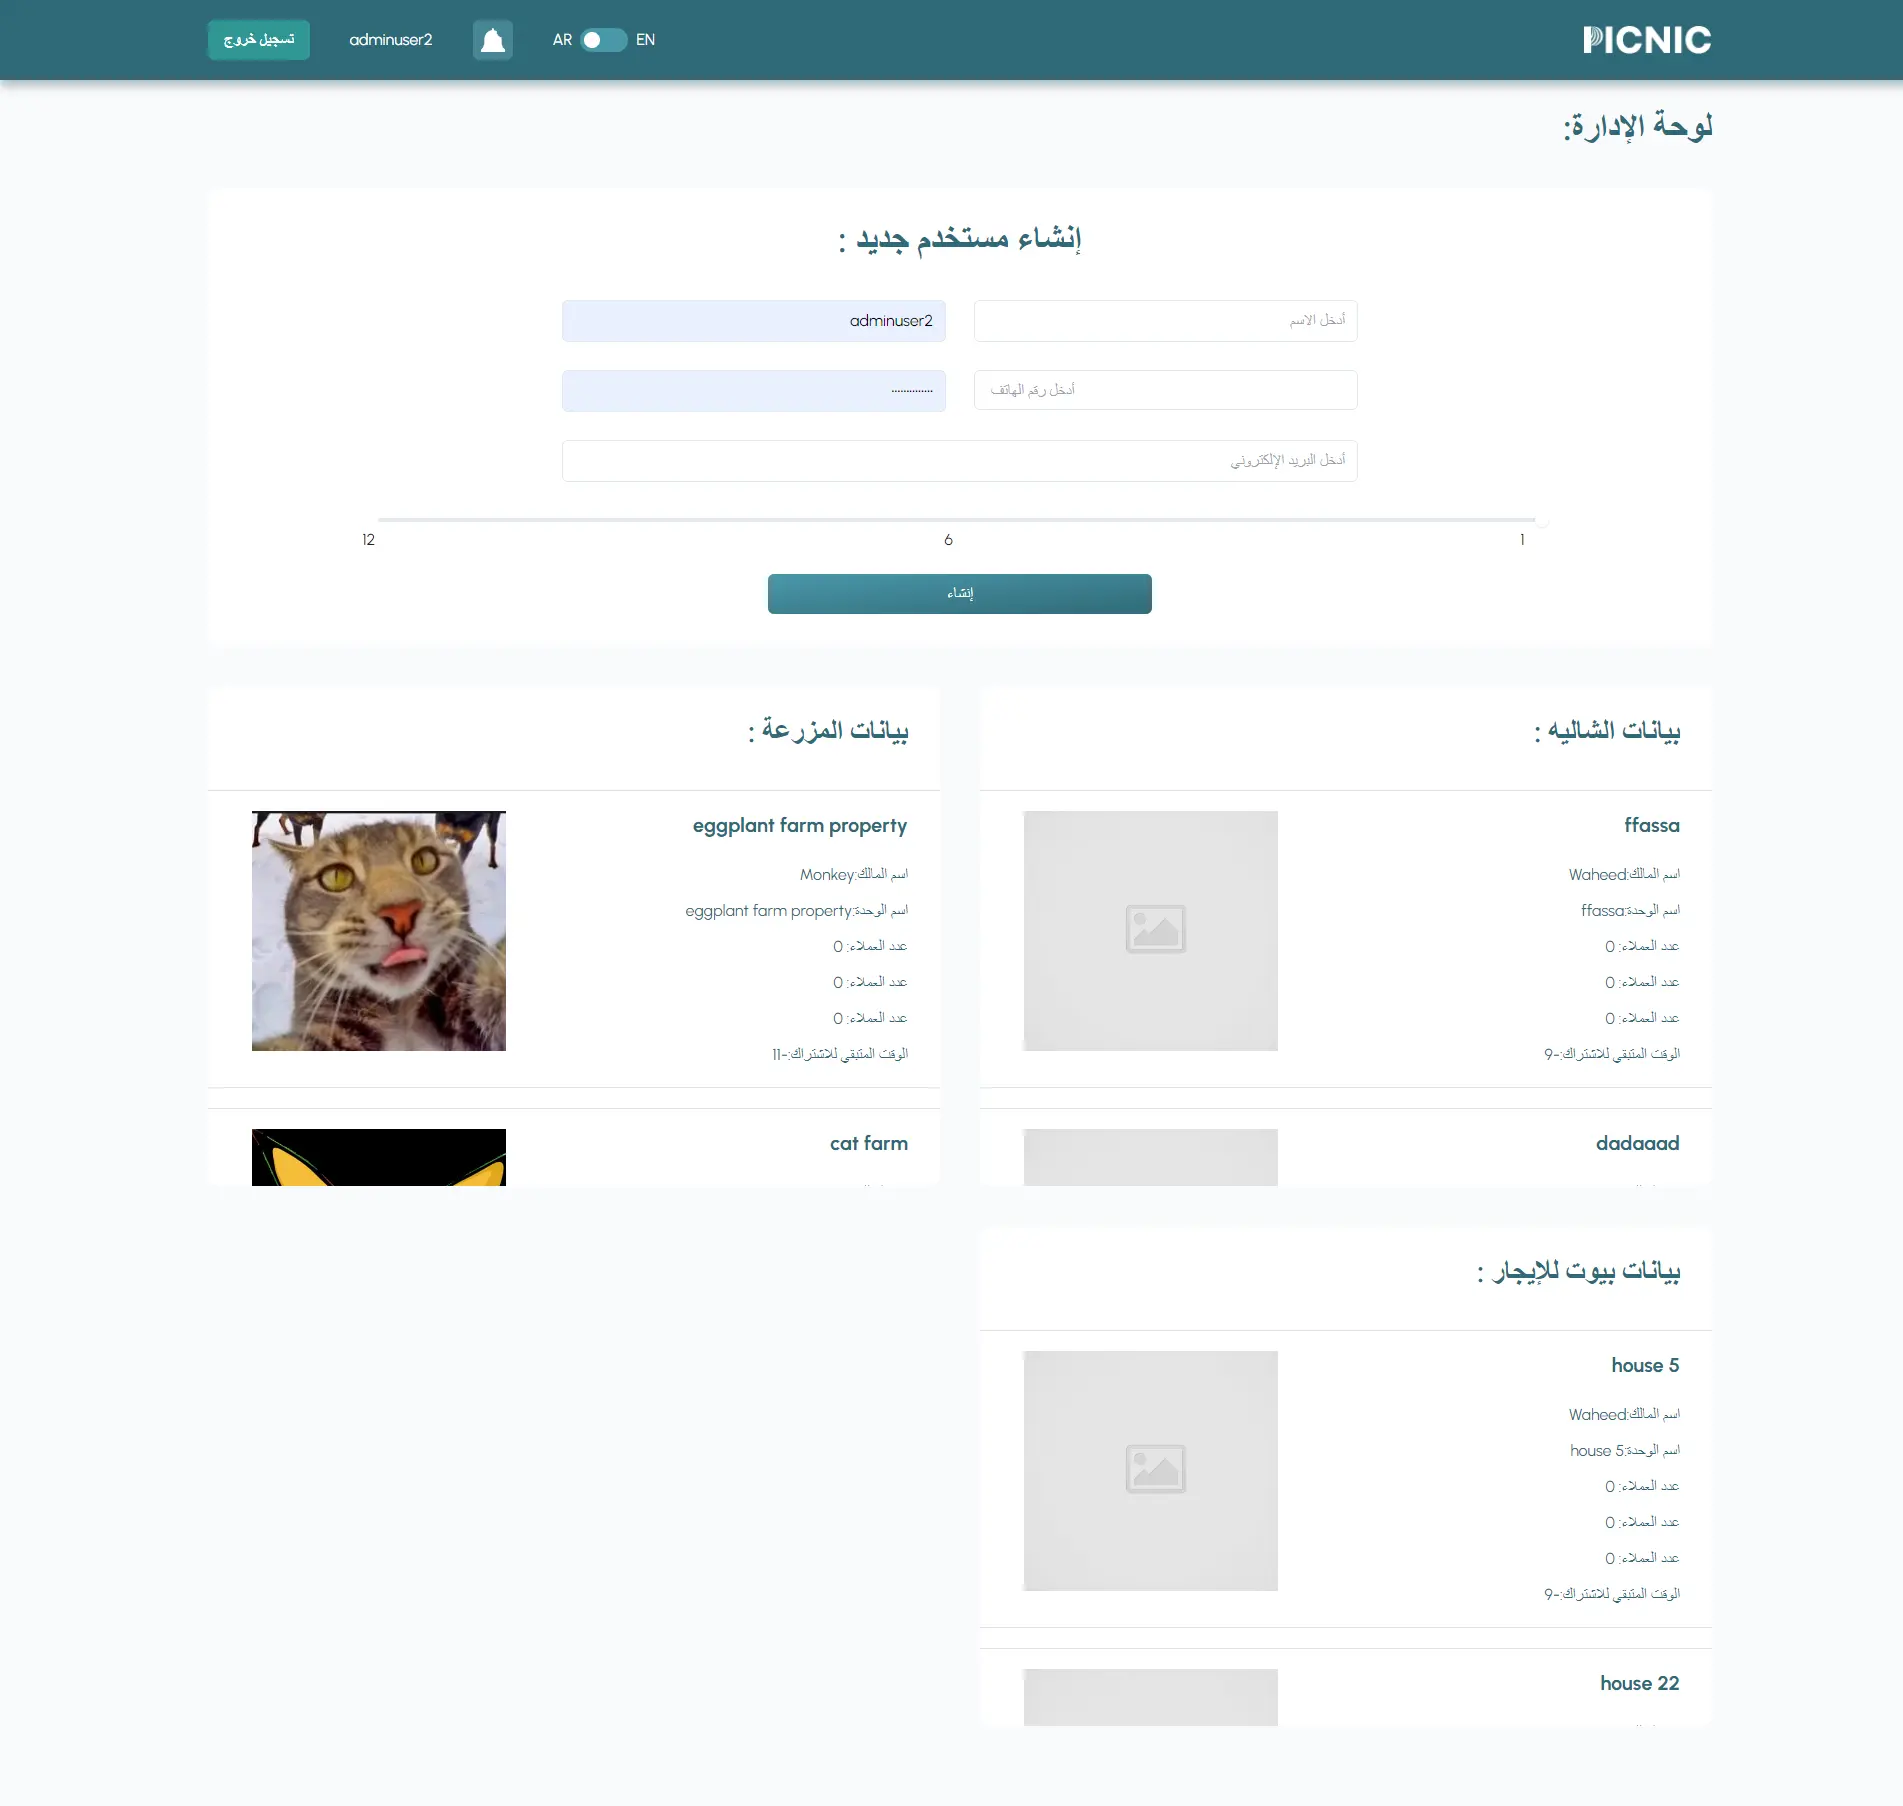 PICNIC
EN
AR
adminuser2
تسجيل خروج
لوحة الإدارة:
إنشاء مستخدم جديد :
أدخل الاسم
adminuser2
أدخل رقم الهاتف
أدخل البريد الإلكتروني
1
6
12
إنشاء
بيانات الشاليه :
ffassa
اسم المالك:Waheed
اسم الوحدة:ffassa
عدد العملاء: 0
عدد العملاء: 0
عدد العملاء: 0
الوقت المتبقي للاشتراك:-9
dadaaad
بيانات المزرعة :
eggplant farm property
اسم المالك:Monkey
اسم الوحدة:eggplant farm property
عدد العملاء: 0
عدد العملاء: 0
عدد العملاء: 0
الوقت المتبقي للاشتراك:-11
cat farm
بيانات بيوت للإيجار :
house 5
اسم المالك:Waheed
اسم الوحدة:house 5
عدد العملاء: 0
عدد العملاء: 0
عدد العملاء: 0
الوقت المتبقي للاشتراك:-9
house 22